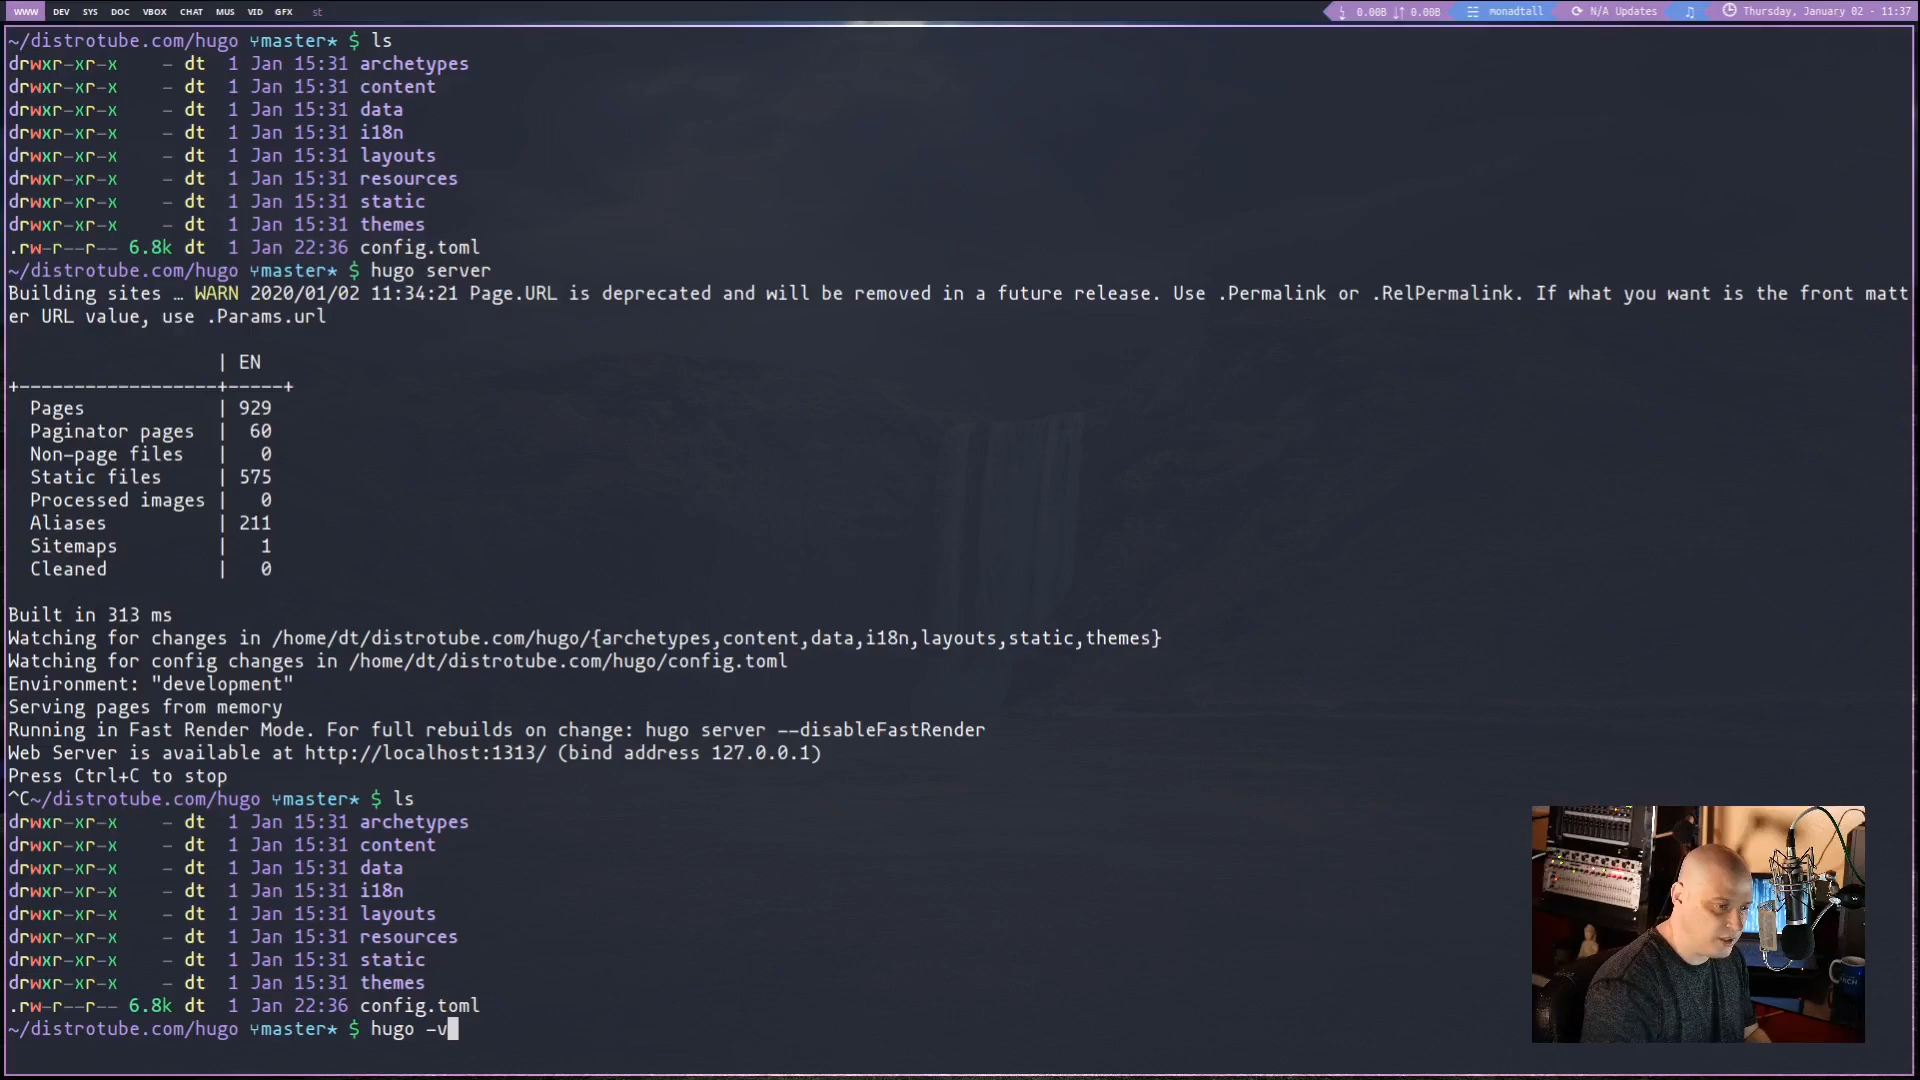 WWW DEV SYS DOC VBOX CHAT MUS VID GFX st 0.00B 0.00B monadtall N/A Updates Thursday, January 02 - 11:37
~/distrotube.com/hugo master* $ ls
drwxr-xr-x - dt 1 Jan 15:31 archetypes
drwxr-xr-x - dt 1 Jan 15:31 content
drwxr-xr-x - dt 1 Jan 15:31 data
drwxr-xr-x - dt 1 Jan 15:31 i18n
drwxr-xr-x - dt 1 Jan 15:31 layouts
drwxr-xr-x - dt 1 Jan 15:31 resources
drwxr-xr-x - dt 1 Jan 15:31 static
drwxr-xr-x - dt 1 Jan 15:31 themes
.rw-r--r-- 6.8k dt 1 Jan 22:36 config.toml
~/distrotube.com/hugo master* $ hugo server
Building sites … WARN 2020/01/02 11:34:21 Page.URL is deprecated and will be removed in a future release. Use .Permalink or .RelPermalink. If what you want is the front matt
er URL value, use .Params.url
| EN
+------------------+-----+
Pages | 929
Paginator pages | 60
Non-page files | 0
Static files | 575
Processed images | 0
Aliases | 211
Sitemaps | 1
Cleaned | 0
Built in 313 ms
Watching for changes in /home/dt/distrotube.com/hugo/{archetypes,content,data,i18n,layouts,static,themes}
Watching for config changes in /home/dt/distrotube.com/hugo/config.toml
Environment: "development"
Serving pages from memory
Running in Fast Render Mode. For full rebuilds on change: hugo server --disableFastRender
Web Server is available at http://localhost:1313/ (bind address 127.0.0.1)
Press Ctrl+C to stop
^C~/distrotube.com/hugo master* $ ls
drwxr-xr-x - dt 1 Jan 15:31 archetypes
drwxr-xr-x - dt 1 Jan 15:31 content
drwxr-xr-x - dt 1 Jan 15:31 data
drwxr-xr-x - dt 1 Jan 15:31 i18n
drwxr-xr-x - dt 1 Jan 15:31 layouts
drwxr-xr-x - dt 1 Jan 15:31 resources
drwxr-xr-x - dt 1 Jan 15:31 static
drwxr-xr-x - dt 1 Jan 15:31 themes
.rw-r--r-- 6.8k dt 1 Jan 22:36 config.toml
~/distrotube.com/hugo master* $ hugo -v